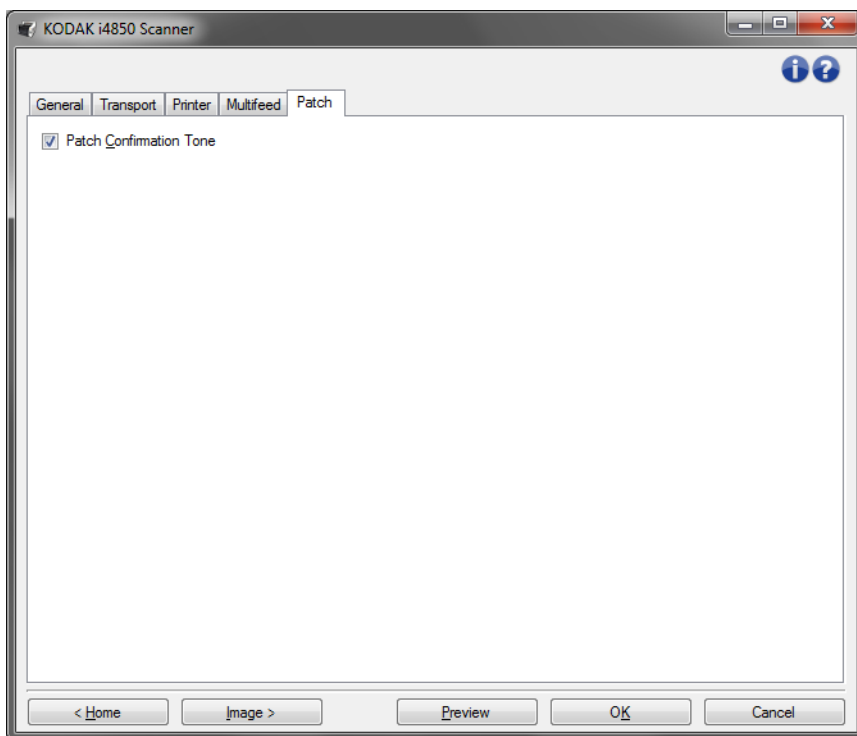 KODAK i4850 Scanner
General Transport Printer Multifeed Patch
Patch Confirmation Tone
< Home Image > Preview OK Cancel